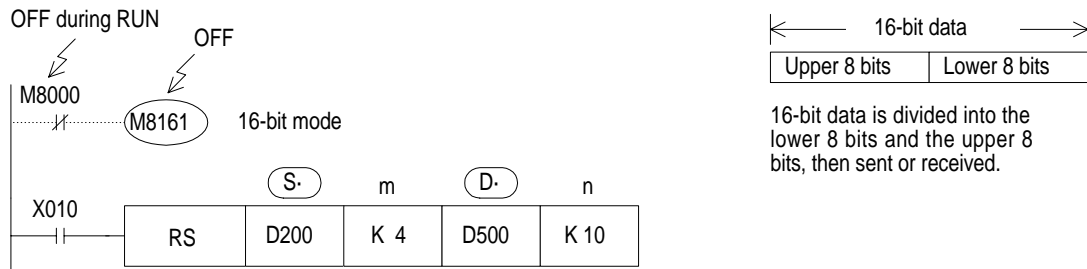 OFF during RUN
OFF
M8000
M8161
16-bit mode
S·
m
D·
n
X010
RS
D200
K 4
D500
K 10
16-bit data
Upper 8 bits
Lower 8 bits
16-bit data is divided into the
lower 8 bits and the upper 8
bits, then sent or received.